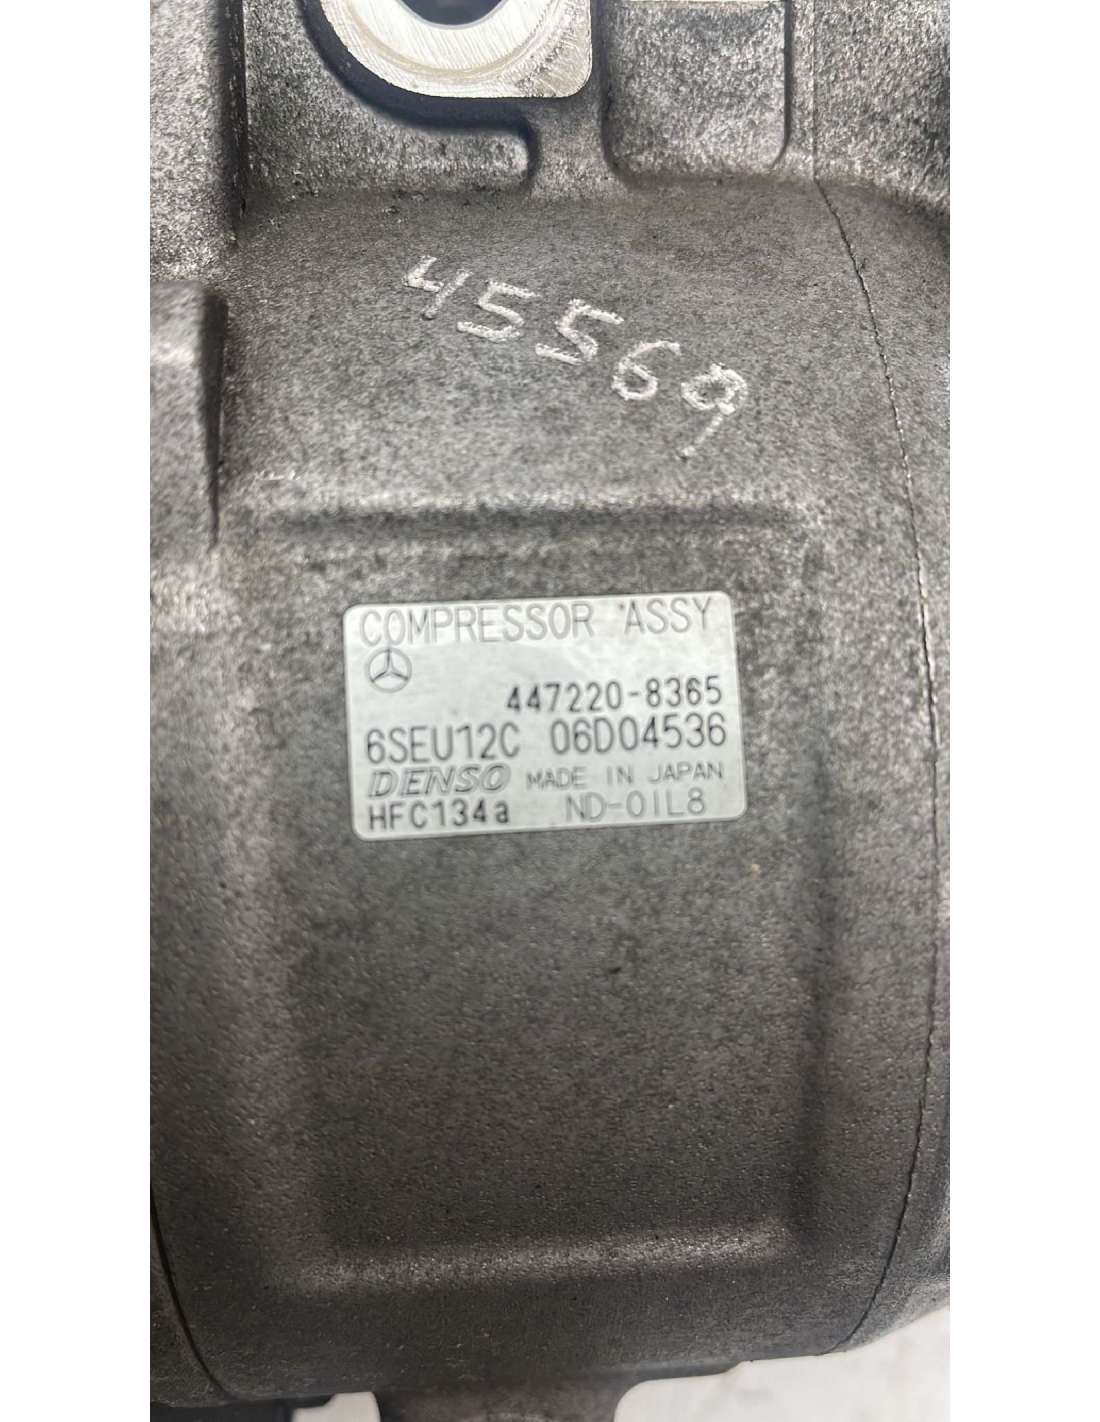 45569
COMPRESSOR ASSY
447220-8365
6SEU12C 06D04536
DENSO MADE IN JAPAN
HFC134a ND-OIL8